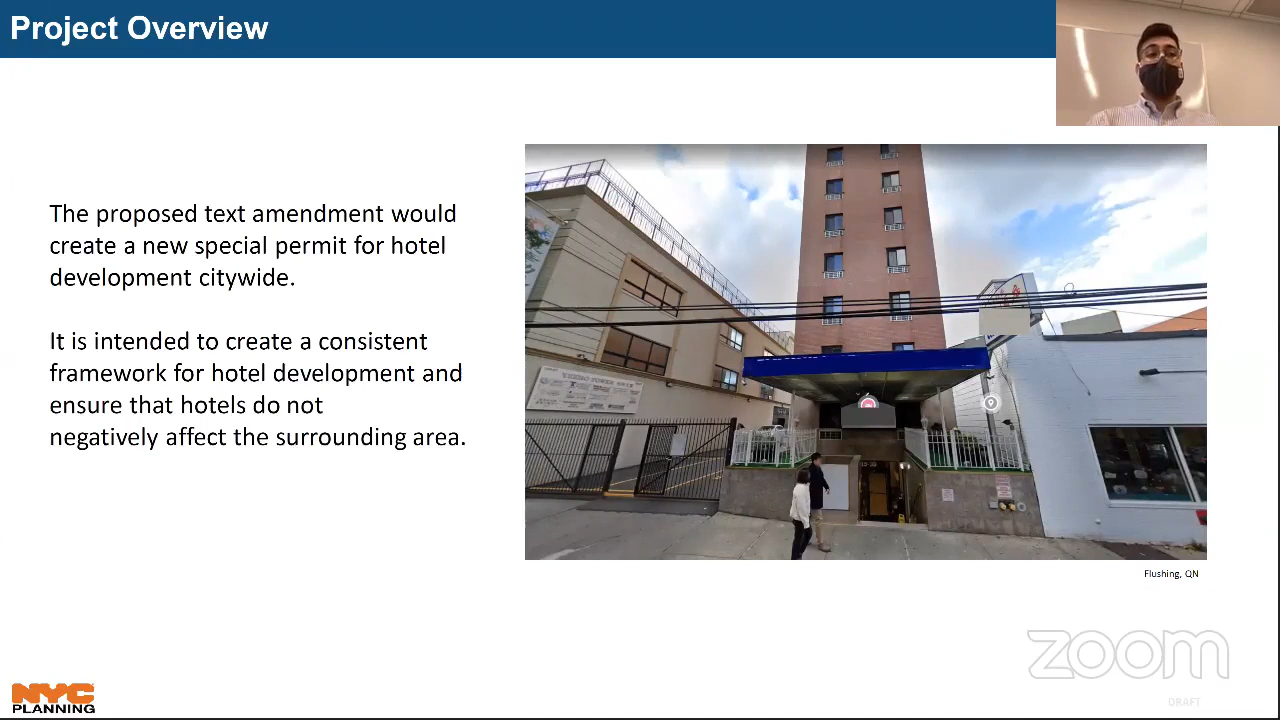 Project Overview
The proposed text amendment would
create a new special permit for hotel
development citywide.
It is intended to create a consistent
framework for hotel development and
ensure that hotels do not
negatively affect the surrounding area.
Flushing, QN
zoom
DRAFT
NYC
PLANNING